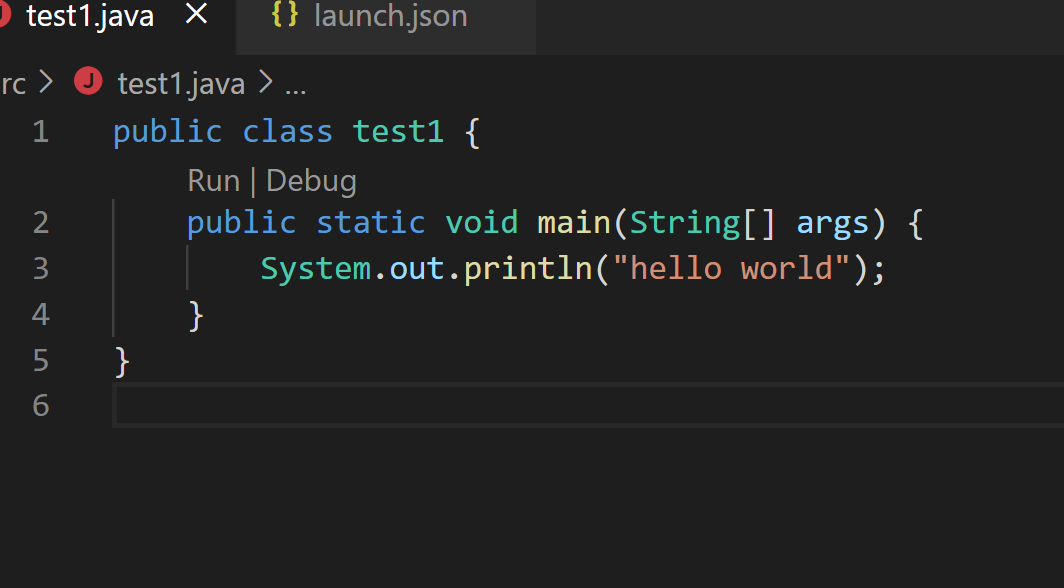 test1.java launch.json
rc > J test1.java > ...
1 public class test1 {
Run | Debug
2 public static void main(String[] args) {
3 System.out.println("hello world");
4 }
5 }
6